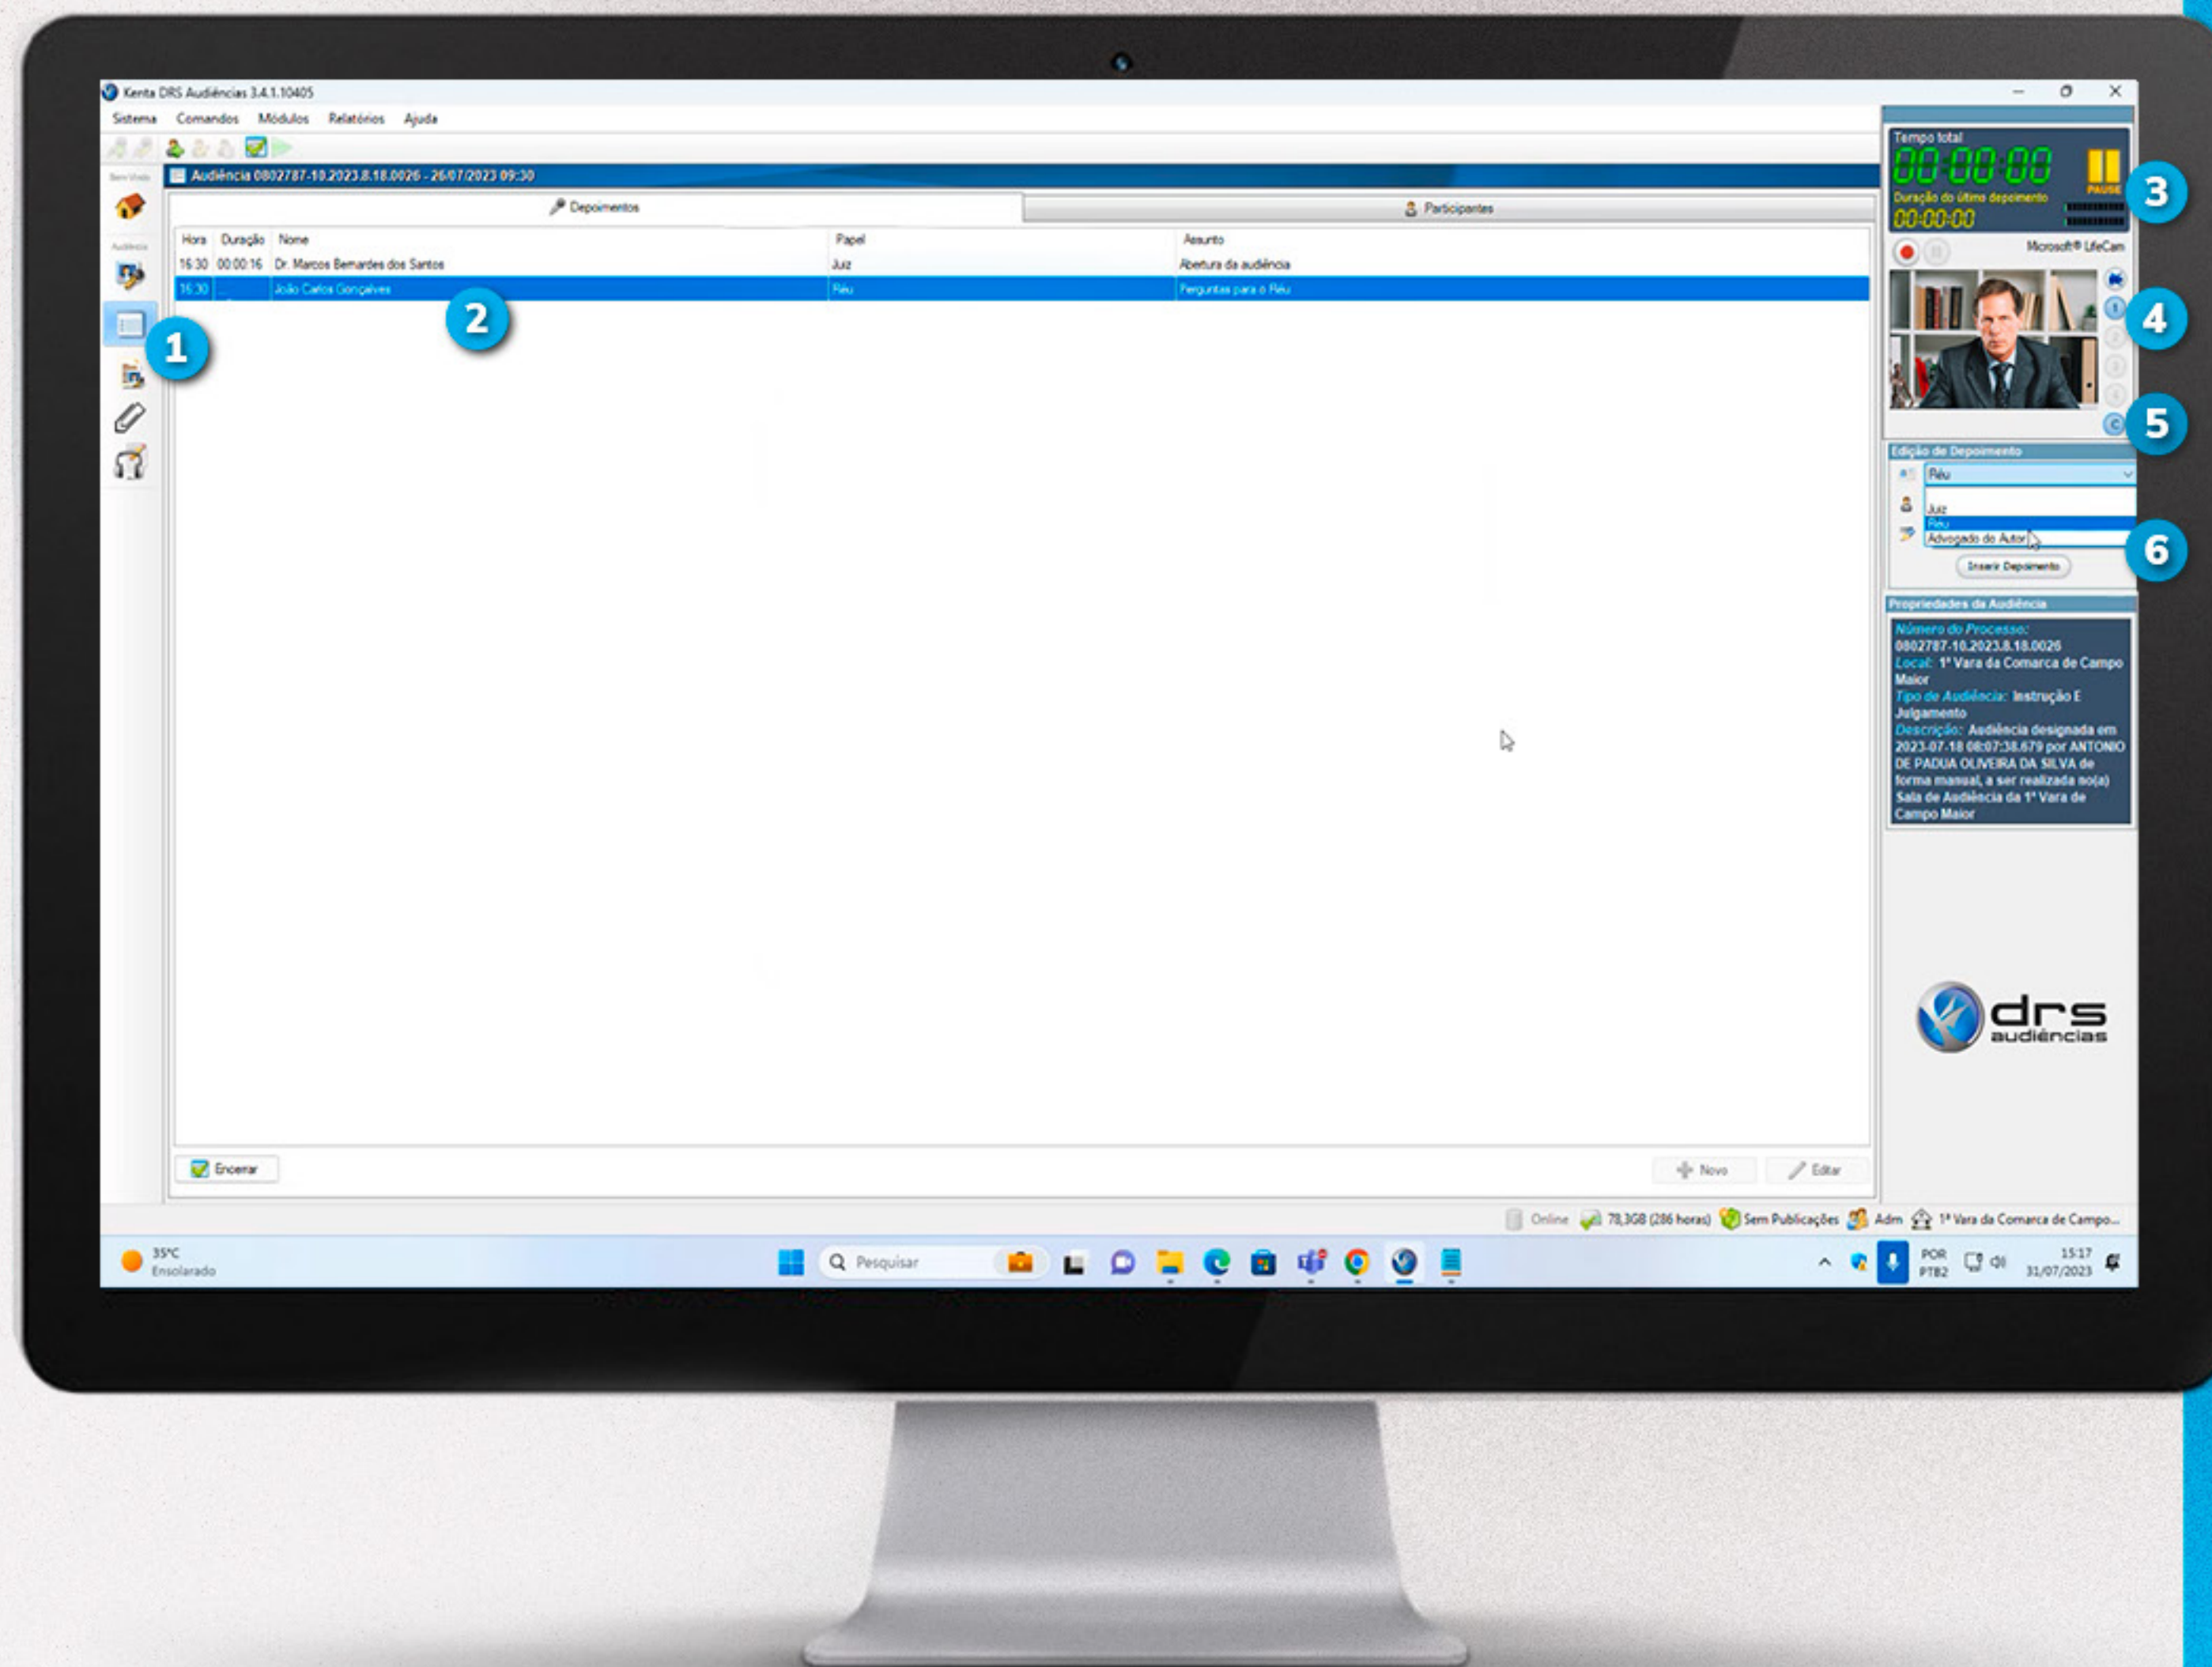 Kenta DRS Audiências 3.4.1.10405
Sistema Comandos Módulos Relatórios Ajuda
Bem Vindo
Audiência 0802787-10.2023.8.18.0026 - 26/07/2023 09:30
Depoimentos Participantes
Audiência
Hora Duração Nome Papel Assunto
16:30 00:00:16 Dr. Marcos Bernardes dos Santos Juiz Abertura da audiência
16:30 ... João Carlos Gonçalves Réu Perguntas para o Réu
1
2
Tempo total
00:00:00
PAUSE
Duração do último depoimento
00:00:00
3
Microsoft® LifeCam
1
2
3
4
C
4
5
Edição de Depoimento
Réu
Juiz
Réu
Advogado do Autor
6
Inserir Depoimento
Propriedades da Audiência
Número do Processo:
0802787-10.2023.8.18.0026
Local: 1ª Vara da Comarca de Campo
Maior
Tipo de Audiência: Instrução E
Julgamento
Descrição: Audiência designada em
2023-07-18 08:07:38.679 por ANTONIO
DE PADUA OLIVEIRA DA SILVA de
forma manual, a ser realizada no(a)
Sala de Audiência da 1ª Vara de
Campo Maior
drs
audiências
Encerrar Novo Editar
Online 78,3GB (286 horas) Sem Publicações Adm 1ª Vara da Comarca de Campo...
35°C
Ensolarado
Pesquisar
POR
PTB2
15:17
31/07/2023